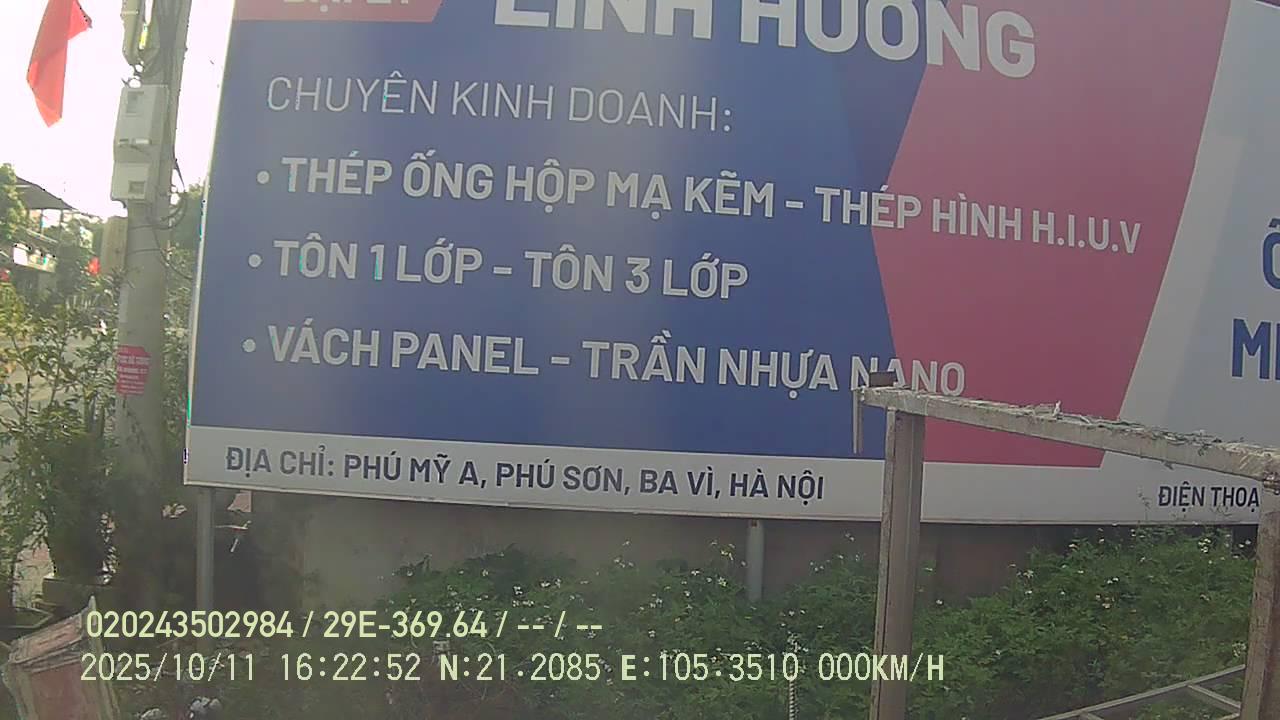 LINH HƯƠNG
CHUYÊN KINH DOANH:
• THÉP ỐNG HỘP MẠ KẼM - THÉP HÌNH H.I.U.V
• TÔN 1 LỚP - TÔN 3 LỚP
• VÁCH PANEL - TRẦN NHỰA NANO
ĐỊA CHỈ: PHÚ MỸ A, PHÚ SƠN, BA VÌ, HÀ NỘI
ĐIỆN THOẠ
020243502984 / 29E-369.64 / -- / --
2025/10/11 16:22:52 N:21.2085 E:105.3510 000KM/H